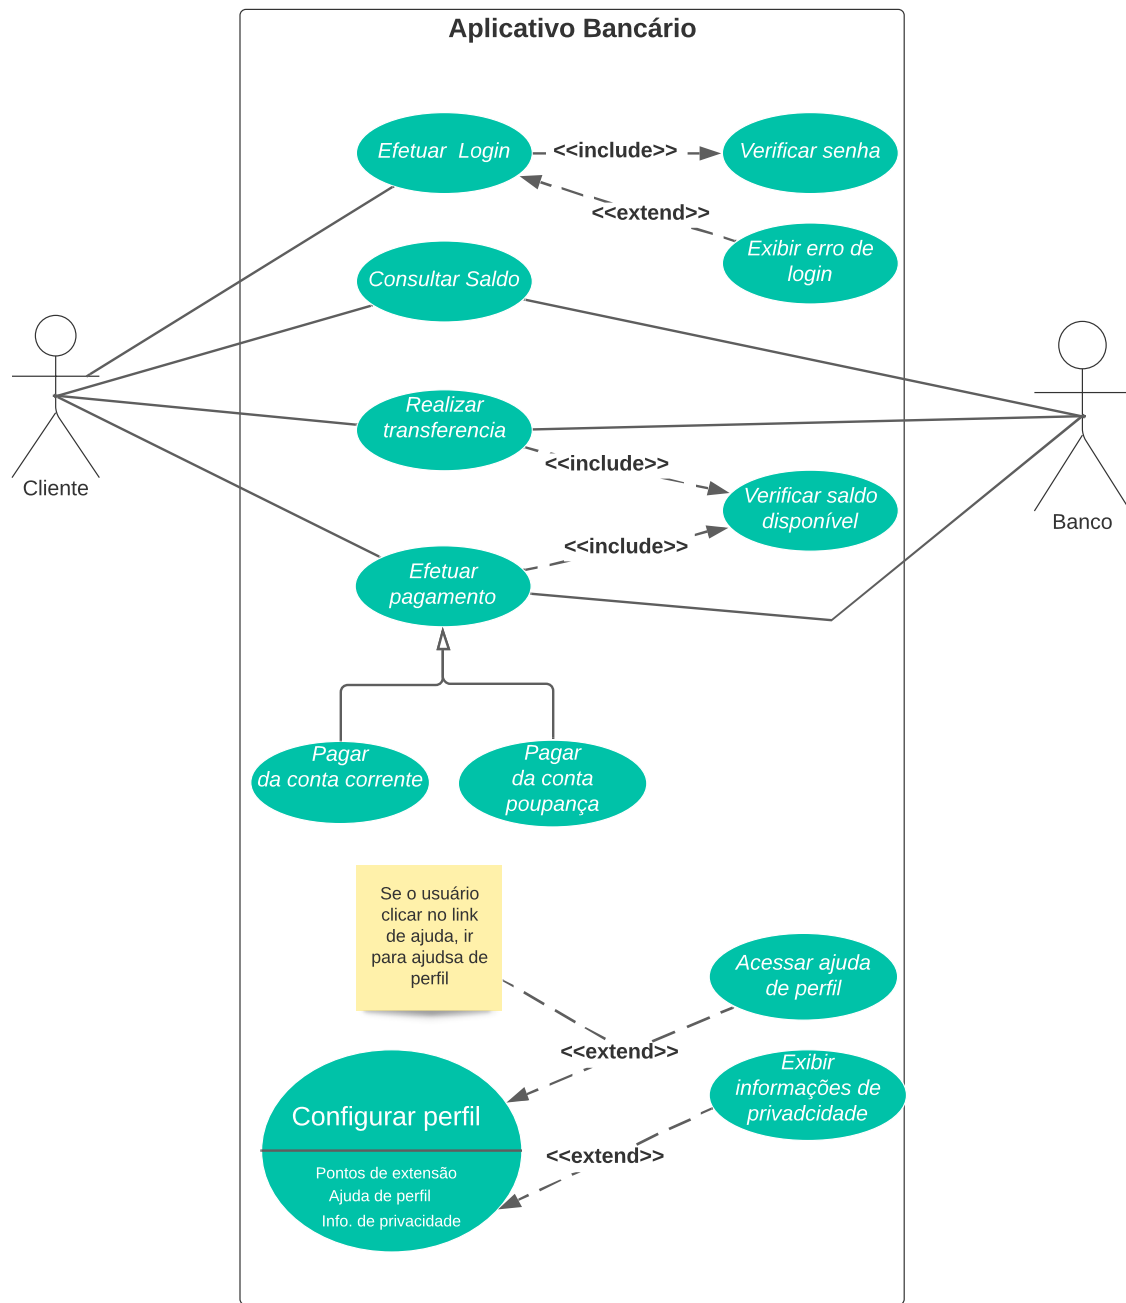 Aplicativo Bancário
Efetuar Login
<<include>>
Verificar senha
<<extend>>
Exibir erro de
login
Consultar Saldo
Cliente
Realizar
transferencia
Banco
<<include>>
Verificar saldo
disponível
<<include>>
Efetuar
pagamento
Pagar
da conta corrente
Pagar
da conta
poupança
Se o usuário
clicar no link
de ajuda, ir
para ajudsa de
perfil
Acessar ajuda
de perfil
<<extend>>
Exibir
informações de
privadcidade
<<extend>>
Configurar perfil
Pontos de extensão
Ajuda de perfil
Info. de privacidade